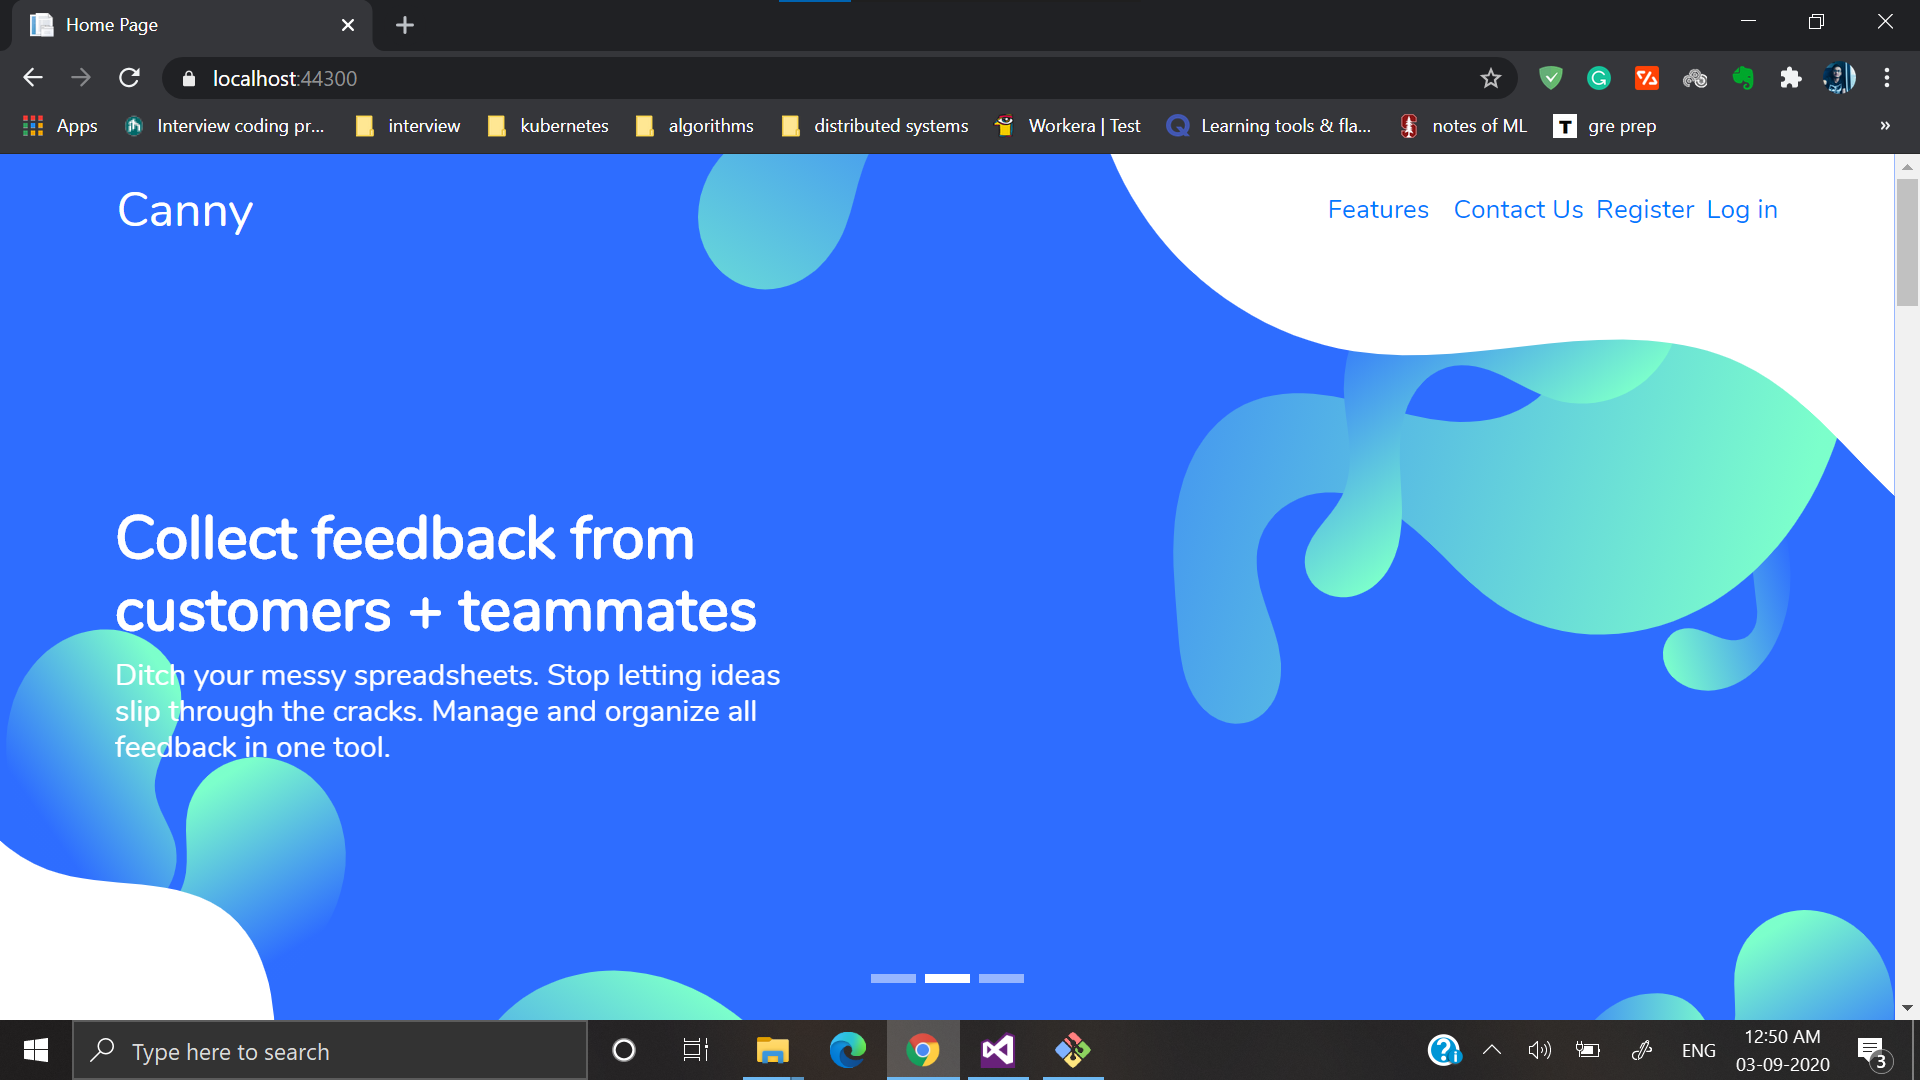 Home Page
localhost:44300
Apps
Interview coding pr...
interview
kubernetes
algorithms
distributed systems
Workera | Test
Learning tools & fla...
notes of ML
T
gre prep
»
Canny
Features
Contact Us
Register
Log in
Collect feedback from
customers + teammates
Ditch your messy spreadsheets. Stop letting ideas
slip through the cracks. Manage and organize all
feedback in one tool.
Type here to search
ENG
12:50 AM
03-09-2020
3